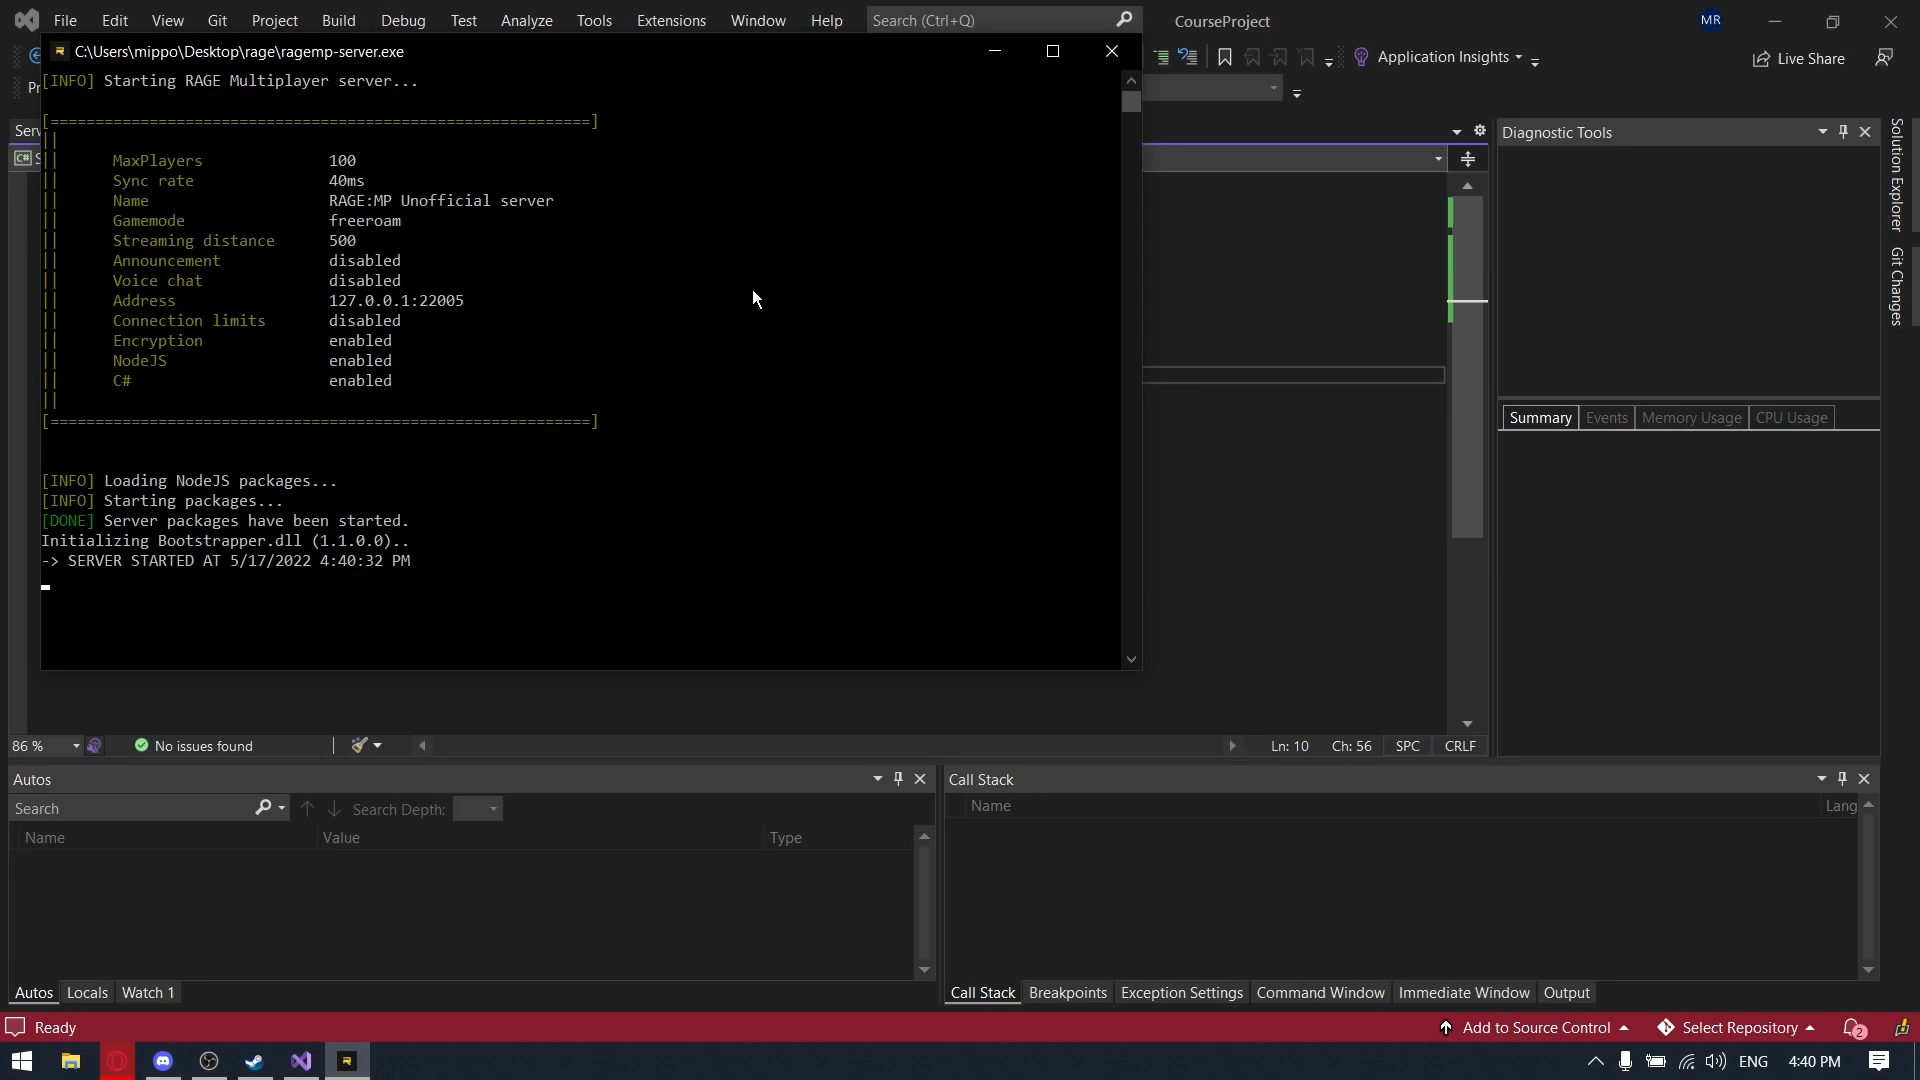 File Edit View Git Project Build Debug Test Analyze Tools Extensions Window Help Search (Ctrl+Q) CourseProject MR
C:\Users\mippo\Desktop\rage\ragemp-server.exe
Application Insights Live Share
[INFO] Starting RAGE Multiplayer server...
Pr
[============================================================]
Serv
Diagnostic Tools
||
C# S
|| MaxPlayers 100
|| Sync rate 40ms
|| Name RAGE:MP Unofficial server
|| Gamemode freeroam
|| Streaming distance 500
|| Announcement disabled
|| Voice chat disabled
|| Address 127.0.0.1:22005
|| Connection limits disabled
|| Encryption enabled
|| NodeJS enabled
|| C# enabled
||
[============================================================]
[INFO] Loading NodeJS packages...
[INFO] Starting packages...
[DONE] Server packages have been started.
Initializing Bootstrapper.dll (1.1.0.0)..
-> SERVER STARTED AT 5/17/2022 4:40:32 PM
Summary Events Memory Usage CPU Usage
Solution Explorer
Git Changes
86 % No issues found Ln: 10 Ch: 56 SPC CRLF
Autos
Search Search Depth:
Name Value Type
Autos Locals Watch 1
Call Stack
Name Lang
Call Stack Breakpoints Exception Settings Command Window Immediate Window Output
Ready Add to Source Control Select Repository 2
ENG 4:40 PM